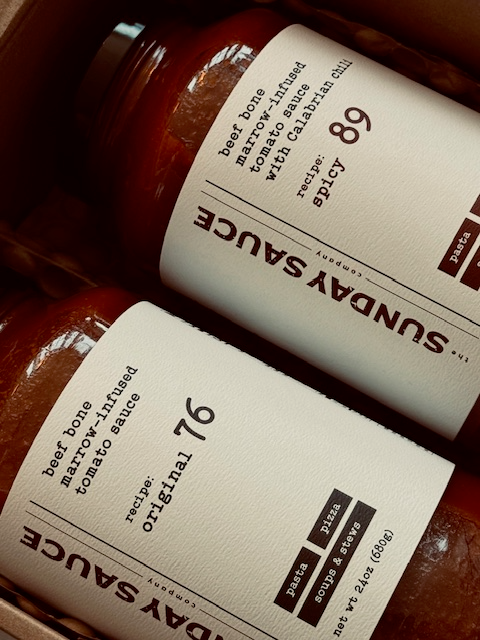 beef bone
marrow-infused
tomato sauce
with Calabrian chili
recipe:
spicy 89
the
SUNDAY SAUCE
company
pasta
beef bone
marrow-infused
tomato sauce
recipe:
original 76
SUNDAY SAUCE
company
pasta
pizza
soups & stews
net wt 24oz (680g)